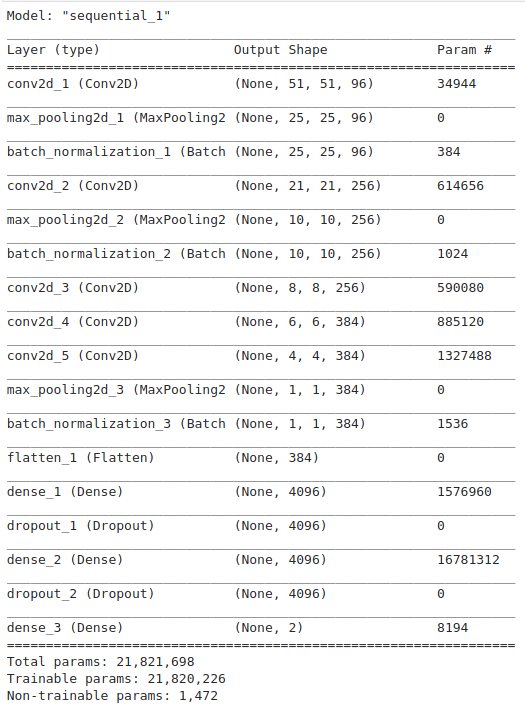 Model: "sequential_1"
Layer (type) Output Shape Param #
conv2d_1 (Conv2D) (None, 51, 51, 96) 34944
max_pooling2d_1 (MaxPooling2 (None, 25, 25, 96) 0
batch_normalization_1 (Batch (None, 25, 25, 96) 384
conv2d_2 (Conv2D) (None, 21, 21, 256) 614656
max_pooling2d_2 (MaxPooling2 (None, 10, 10, 256) 0
batch_normalization_2 (Batch (None, 10, 10, 256) 1024
conv2d_3 (Conv2D) (None, 8, 8, 256) 590080
conv2d_4 (Conv2D) (None, 6, 6, 384) 885120
conv2d_5 (Conv2D) (None, 4, 4, 384) 1327488
max_pooling2d_3 (MaxPooling2 (None, 1, 1, 384) 0
batch_normalization_3 (Batch (None, 1, 1, 384) 1536
flatten_1 (Flatten) (None, 384) 0
dense_1 (Dense) (None, 4096) 1576960
dropout_1 (Dropout) (None, 4096) 0
dense_2 (Dense) (None, 4096) 16781312
dropout_2 (Dropout) (None, 4096) 0
dense_3 (Dense) (None, 2) 8194
Total params: 21,821,698
Trainable params: 21,820,226
Non-trainable params: 1,472